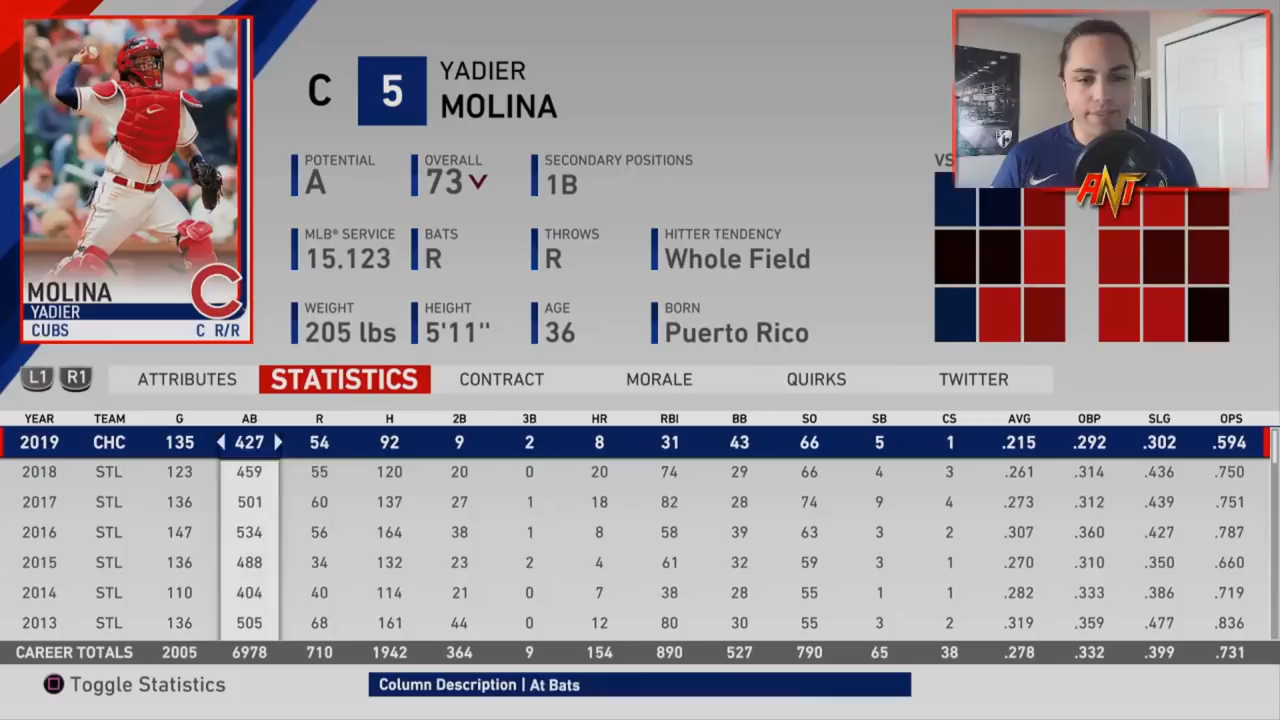 C 5 YADIER
MOLINA
POTENTIAL OVERALL SECONDARY POSITIONS
A 73 1B
MLB® SERVICE BATS THROWS HITTER TENDENCY
15.123 R R Whole Field
WEIGHT HEIGHT AGE BORN
205 lbs 5'11" 36 Puerto Rico
VS
ANT
MOLINA
YADIER
CUBS C R/R
C
L1 R1 ATTRIBUTES STATISTICS CONTRACT MORALE QUIRKS TWITTER
YEAR TEAM G AB R H 2B 3B HR RBI BB SO SB CS AVG OBP SLG OPS
2019 CHC 135 427 54 92 9 2 8 31 43 66 5 1 .215 .292 .302 .594
2018 STL 123 459 55 120 20 0 20 74 29 66 4 3 .261 .314 .436 .750
2017 STL 136 501 60 137 27 1 18 82 28 74 9 4 .273 .312 .439 .751
2016 STL 147 534 56 164 38 1 8 58 39 63 3 2 .307 .360 .427 .787
2015 STL 136 488 34 132 23 2 4 61 32 59 3 1 .270 .310 .350 .660
2014 STL 110 404 40 114 21 0 7 38 28 55 1 1 .282 .333 .386 .719
2013 STL 136 505 68 161 44 0 12 80 30 55 3 2 .319 .359 .477 .836
CAREER TOTALS 2005 6978 710 1942 364 9 154 890 527 790 65 38 .278 .332 .399 .731
Toggle Statistics
Column Description | At Bats